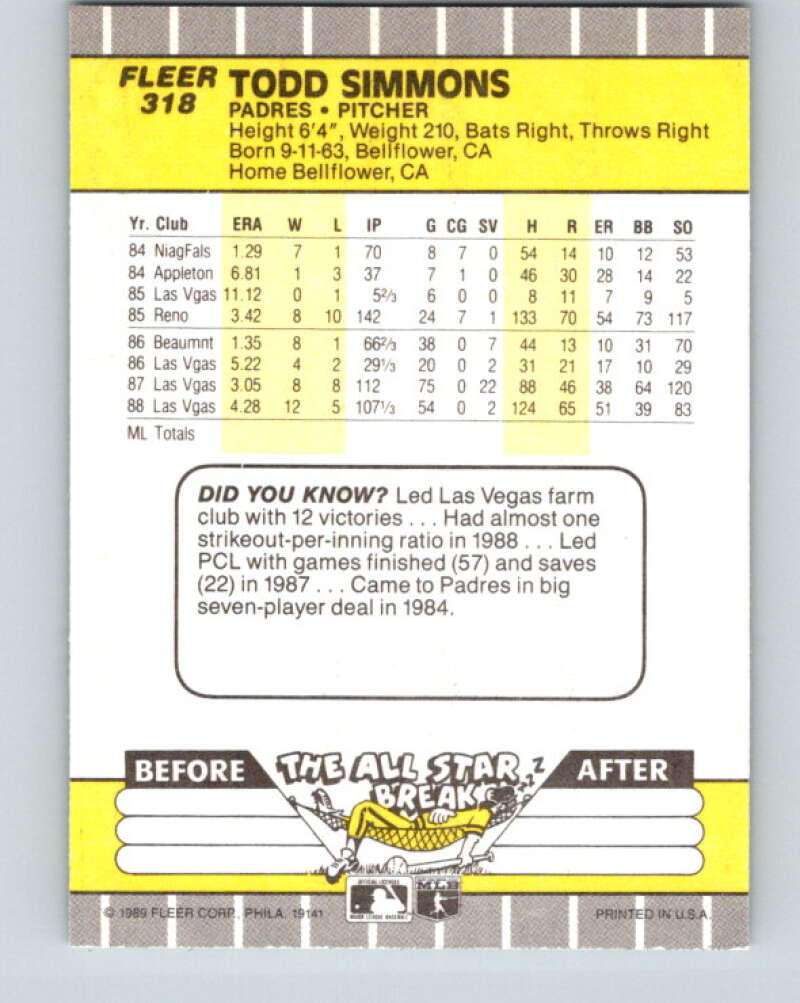 FLEER TODD SIMMONS
318 PADRES • PITCHER
Height 6'4", Weight 210, Bats Right, Throws Right
Born 9-11-63, Bellflower, CA
Home Bellflower, CA
Yr. Club ERA W L IP G CG SV H R ER BB SO
84 NiagFals 1.29 7 1 70 8 7 0 54 14 10 12 53
84 Appleton 6.81 1 3 37 7 1 0 46 30 28 14 22
85 Las Vgas 11.12 0 1 5⅔ 6 0 0 8 11 7 9 5
85 Reno 3.42 8 10 142 24 7 1 133 70 54 73 117
86 Beaumnt 1.35 8 1 66⅔ 38 0 7 44 13 10 31 70
86 Las Vgas 5.22 4 2 29⅓ 20 0 2 31 21 17 10 29
87 Las Vgas 3.05 8 8 112 75 0 22 88 46 38 64 120
88 Las Vgas 4.28 12 5 107⅓ 54 0 2 124 65 51 39 83
ML Totals
DID YOU KNOW? Led Las Vegas farm
club with 12 victories . . . Had almost one
strikeout-per-inning ratio in 1988 . . . Led
PCL with games finished (57) and saves
(22) in 1987 . . . Came to Padres in big
seven-player deal in 1984.
BEFORE THE ALL STAR ZZZ AFTER
BREAK
OFFICIAL LICENSEE
MAJOR LEAGUE BASEBALL
MLB
© 1989 FLEER CORP., PHILA. 19141 PRINTED IN U.S.A.